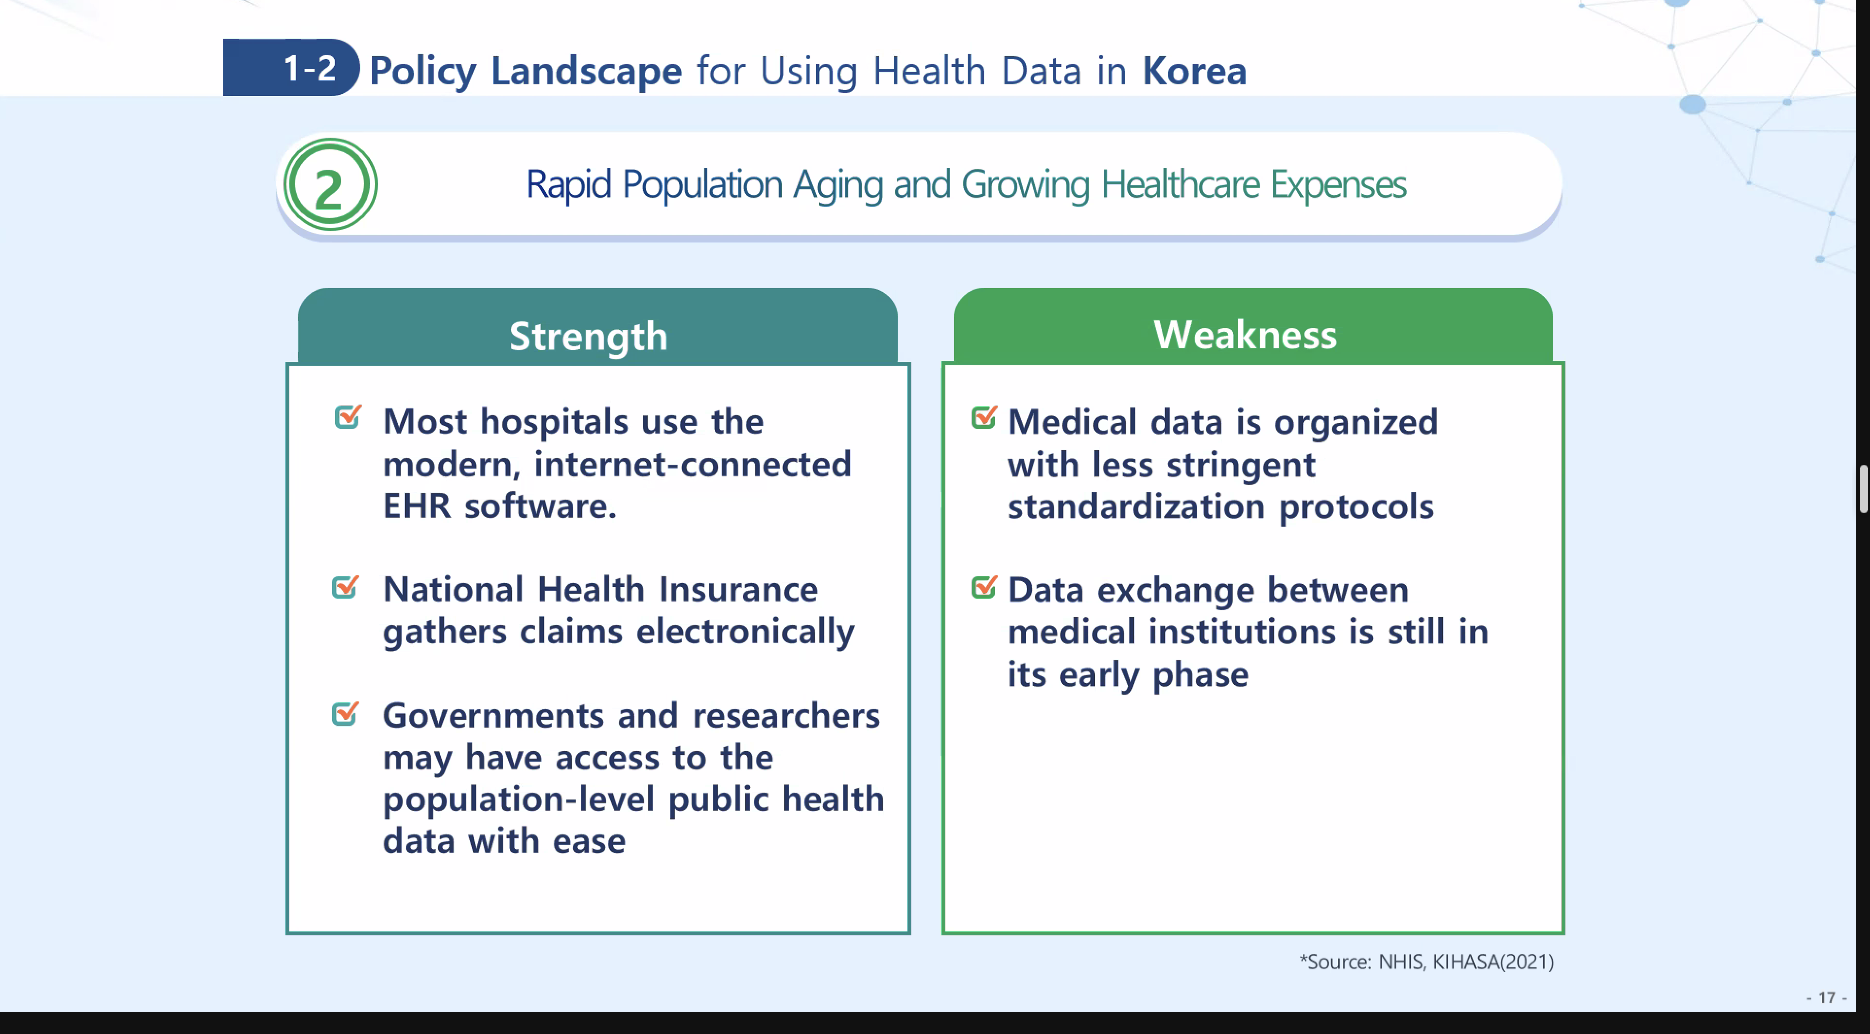 1-2 Policy Landscape for Using Health Data in Korea
2
Rapid Population Aging and Growing Healthcare Expenses
Strength
Most hospitals use the
modern, internet-connected
EHR software.
National Health Insurance
gathers claims electronically
Governments and researchers
may have access to the
population-level public health
data with ease
Weakness
Medical data is organized
with less stringent
standardization protocols
Data exchange between
medical institutions is still in
its early phase
*Source: NHIS, KIHASA(2021)
- 17 -